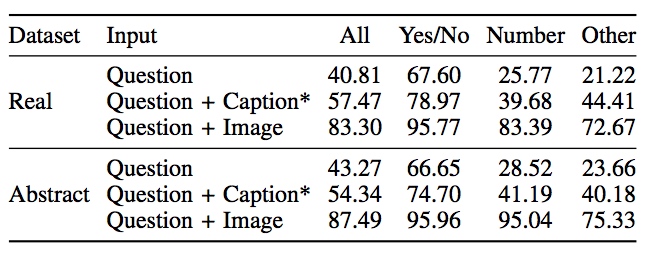 Dataset Input All Yes/No Number Other
Question 40.81 67.60 25.77 21.22
Real Question + Caption* 57.47 78.97 39.68 44.41
Question + Image 83.30 95.77 83.39 72.67
Question 43.27 66.65 28.52 23.66
Abstract Question + Caption* 54.34 74.70 41.19 40.18
Question + Image 87.49 95.96 95.04 75.33